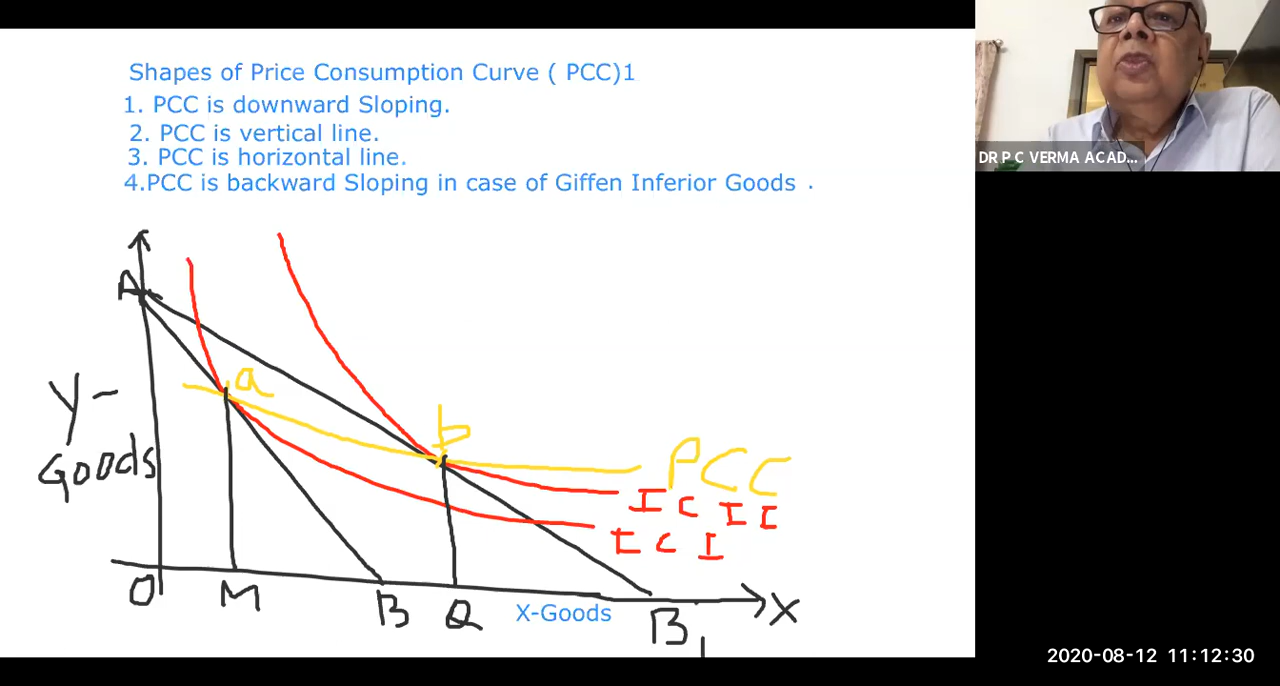 Shapes of Price Consumption Curve ( PCC)1
1. PCC is downward Sloping.
2. PCC is vertical line.
3. PCC is horizontal line.
4.PCC is backward Sloping in case of Giffen Inferior Goods .
DR P C VERMA ACAD...
A
a
Y-
Goods
b
PCC
IC II
IC I
O
M
B
Q
X-Goods
B1
X
2020-08-12 11:12:30